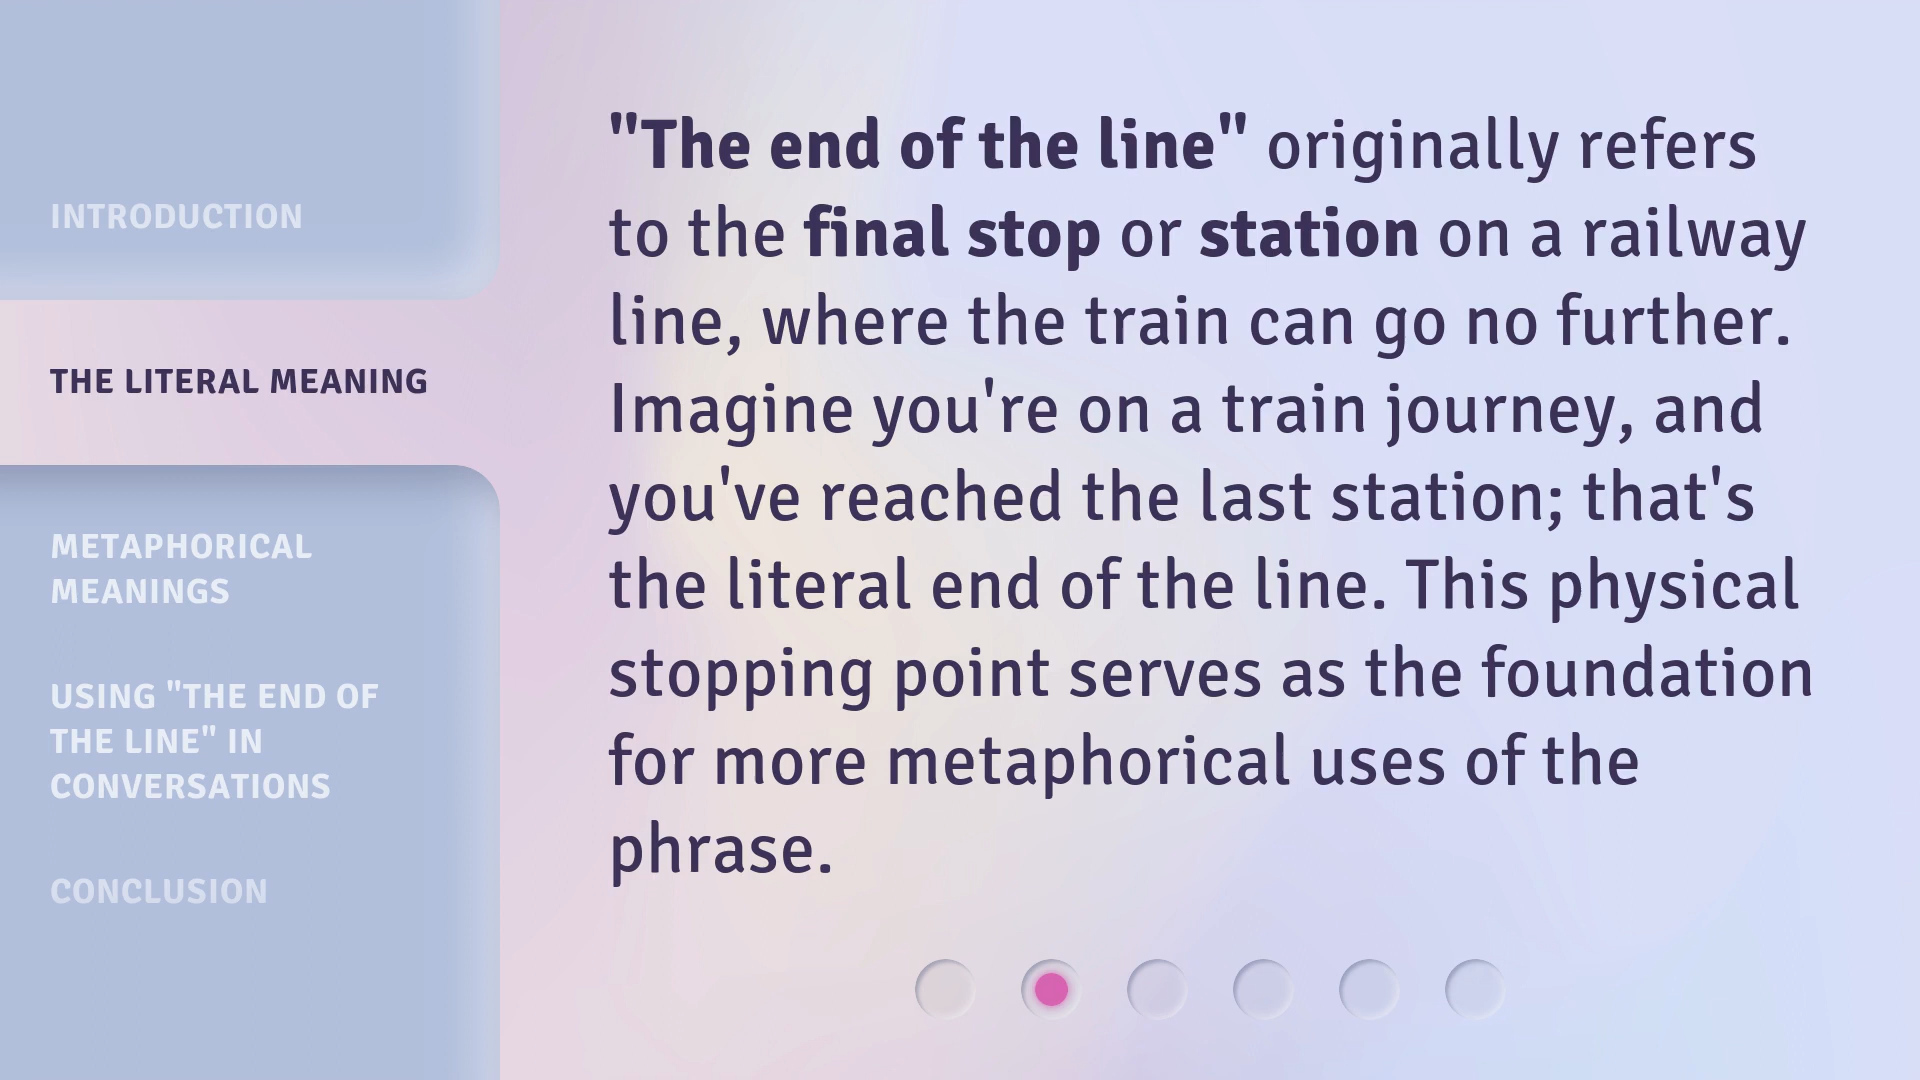 INTRODUCTION
THE LITERAL MEANING
METAPHORICAL
MEANINGS
USING "THE END OF
THE LINE" IN
CONVERSATIONS
CONCLUSION
"The end of the line" originally refers
to the final stop or station on a railway
line, where the train can go no further.
Imagine you're on a train journey, and
you've reached the last station; that's
the literal end of the line. This physical
stopping point serves as the foundation
for more metaphorical uses of the
phrase.